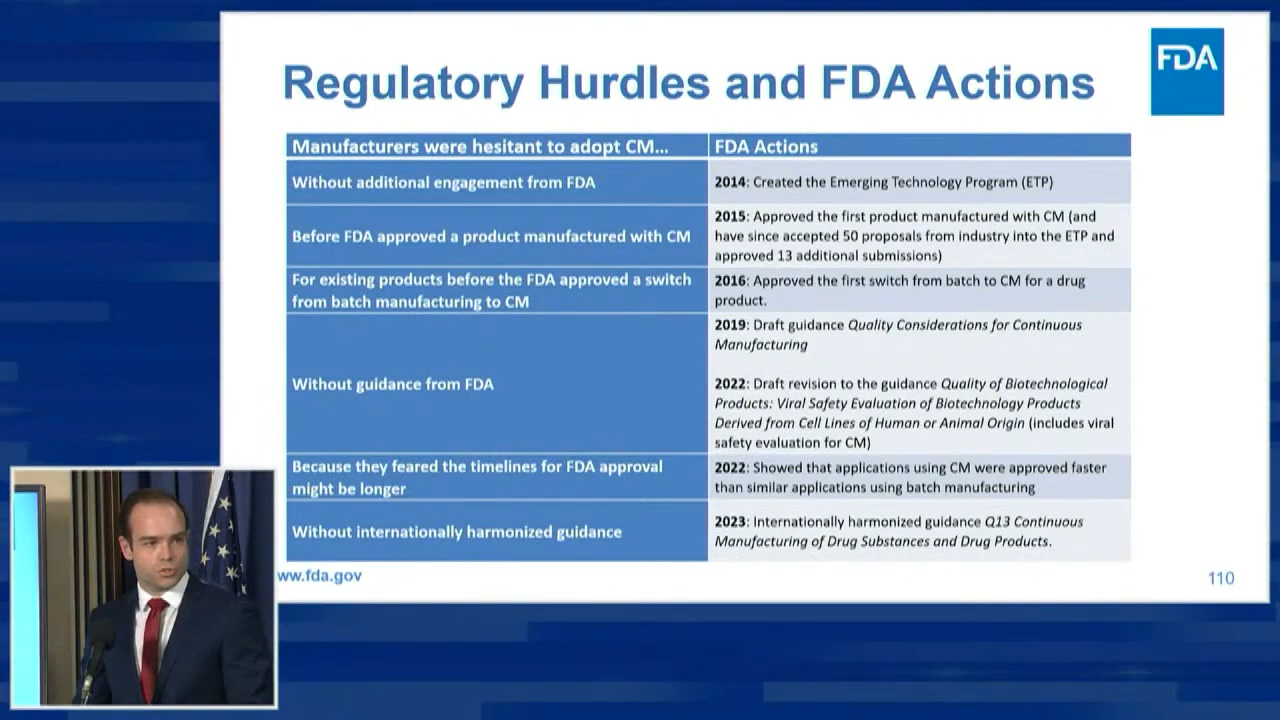 FDA
Regulatory Hurdles and FDA Actions
Manufacturers were hesitant to adopt CM...
FDA Actions
Without additional engagement from FDA
2014: Created the Emerging Technology Program (ETP)
Before FDA approved a product manufactured with CM
2015: Approved the first product manufactured with CM (and
have since accepted 50 proposals from industry into the ETP and
approved 13 additional submissions)
For existing products before the FDA approved a switch
from batch manufacturing to CM
2016: Approved the first switch from batch to CM for a drug
product.
Without guidance from FDA
2019: Draft guidance Quality Considerations for Continuous
Manufacturing
2022: Draft revision to the guidance Quality of Biotechnological
Products: Viral Safety Evaluation of Biotechnology Products
Derived from Cell Lines of Human or Animal Origin (includes viral
safety evaluation for CM)
Because they feared the timelines for FDA approval
might be longer
2022: Showed that applications using CM were approved faster
than similar applications using batch manufacturing
Without internationally harmonized guidance
2023: Internationally harmonized guidance Q13 Continuous
Manufacturing of Drug Substances and Drug Products.
ww.fda.gov
110